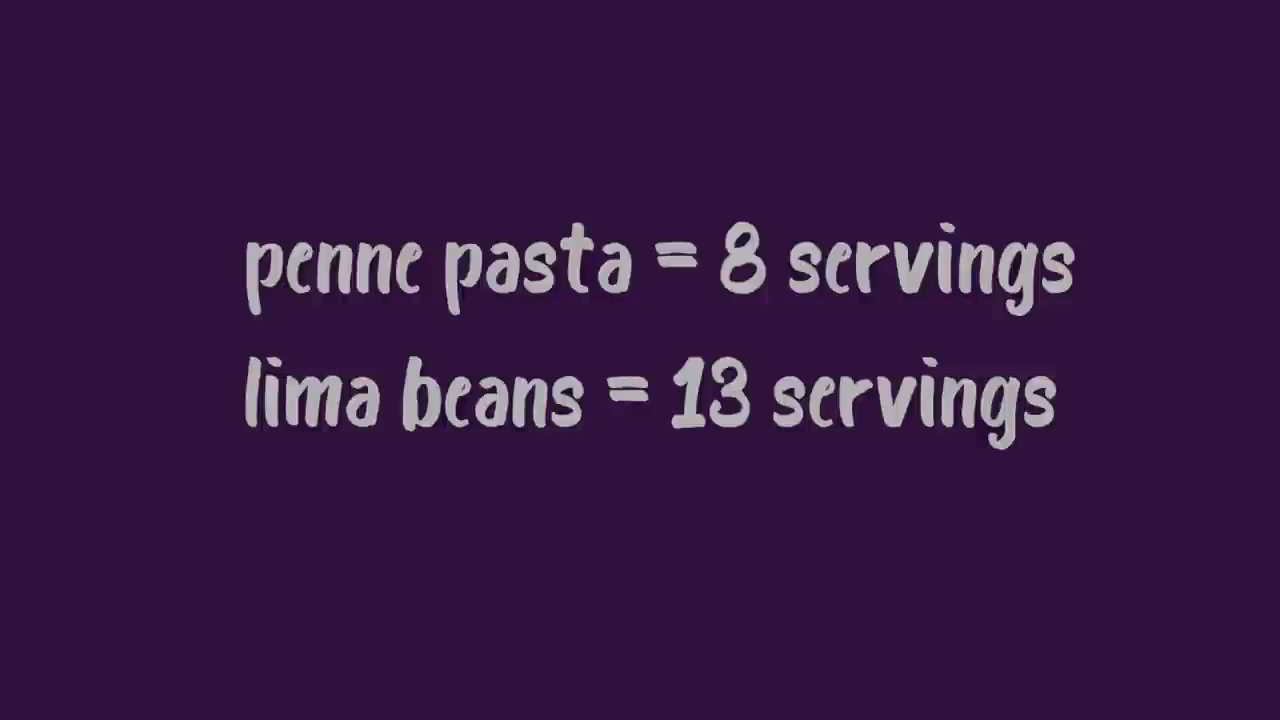 penne pasta = 8 servings
lima beans = 13 servings